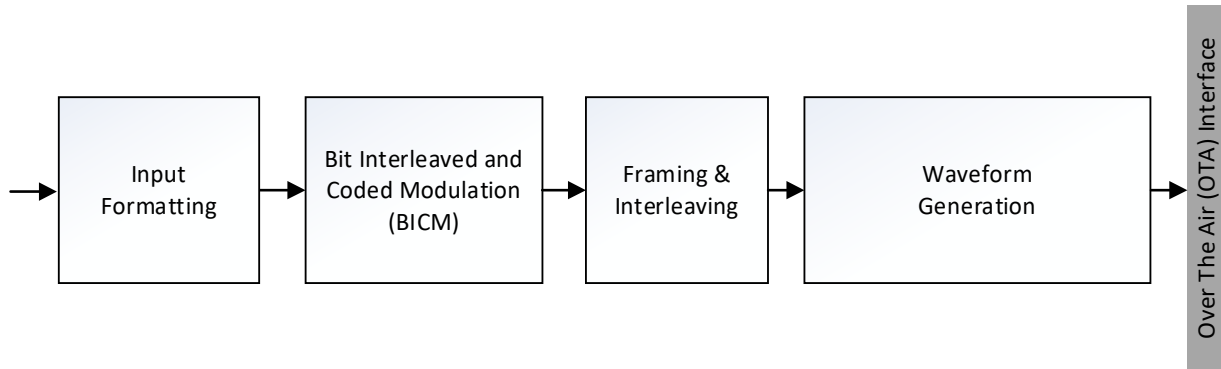 Input
Formatting
Bit Interleaved and
Coded Modulation
(BICM)
Framing &
Interleaving
Waveform
Generation
Over The Air (OTA) Interface